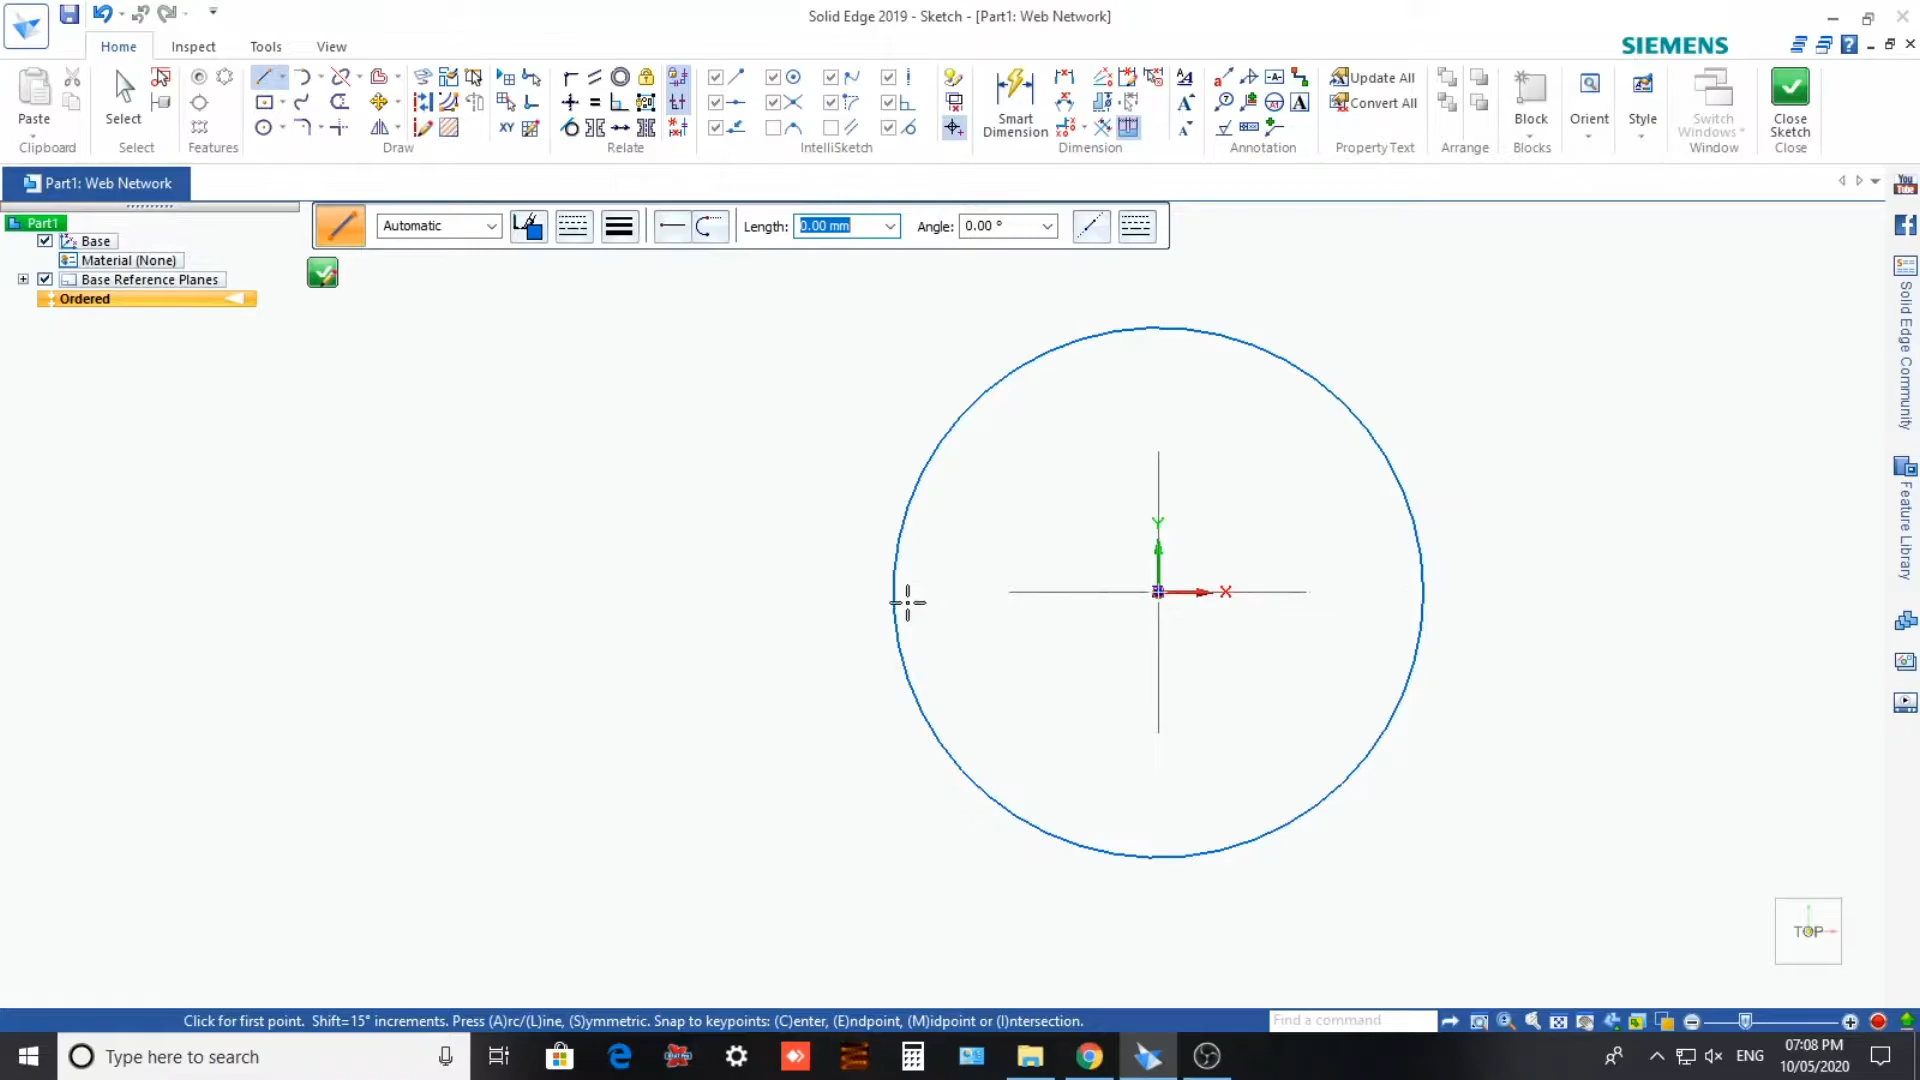 Solid Edge 2019 - Sketch - [Part1: Web Network]
Home
Inspect
Tools
View
SIEMENS
Paste
Clipboard
Select
Select
Features
Draw
XY
Relate
IntelliSketch
Smart Dimension
Dimension
Annotation
Update All
Convert All
Property Text
Arrange
Block
Blocks
Orient
Style
Switch Windows
Window
Close Sketch
Close
Part1: Web Network
You Tube
Part1
Base
Material (None)
Base Reference Planes
Ordered
Automatic
Length: 0.00 mm
Angle: 0.00 °
Solid Edge Community
Feature Library
Y
X
TOP
Click for first point. Shift=15° increments. Press (A)rc/(L)ine, (S)ymmetric. Snap to keypoints: (C)enter, (E)ndpoint, (M)idpoint or (I)ntersection.
Find a command
Type here to search
ENG
07:08 PM
10/05/2020